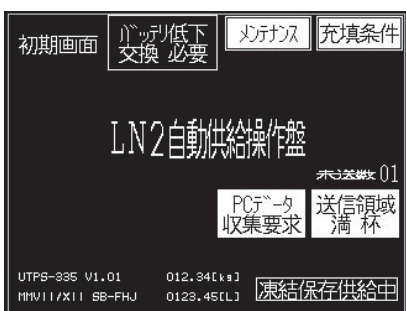 初期画面
ﾊﾞｯﾃﾘ低下
交換 必要
ﾒﾝﾃﾅﾝｽ
充填条件
LN2自動供給操作盤
未送数 01
PCﾃﾞｰﾀ
収集要求
送信領域
満 杯
UTPS-335 V1.01 012.34[kg]
MMVII/XII SB-FHJ 0123.45[L]
凍結保存供給中